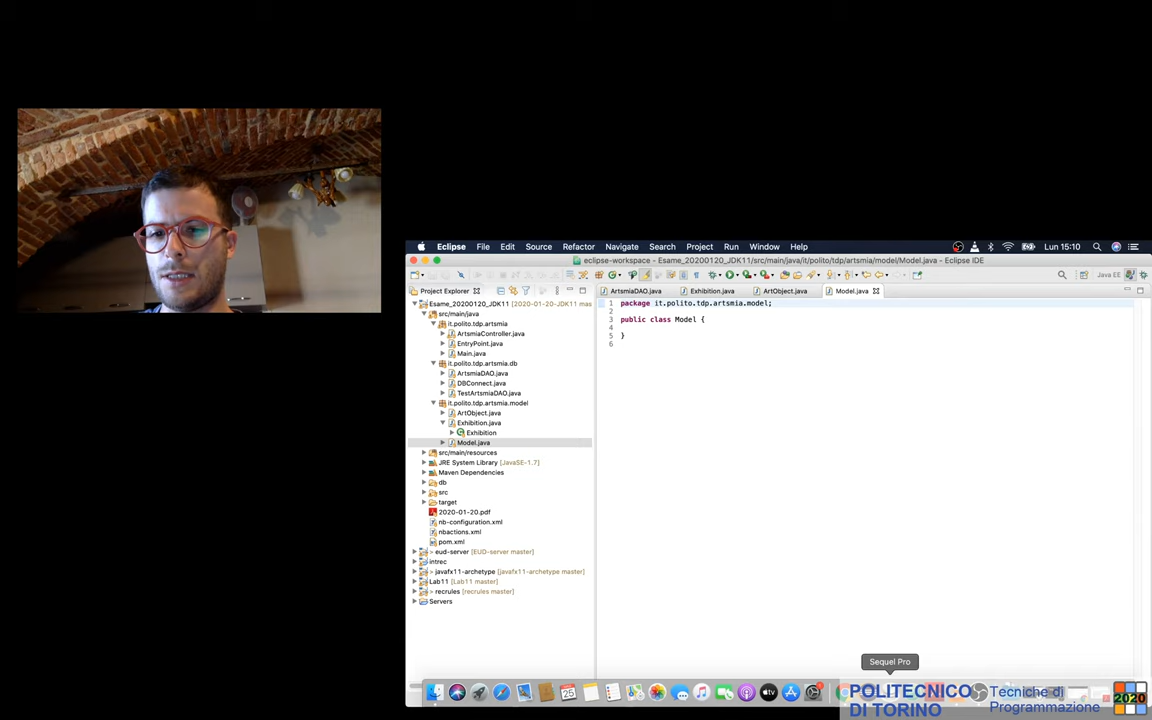 Eclipse File Edit Source Refactor Navigate Search Project Run Window Help Lun 15:10
eclipse-workspace - Esame_20200120_JDK11/src/main/java/it/polito/tdp/artsmia/model/Model.java - Eclipse IDE
Java EE
Project Explorer
ArtsmiaDAO.java Exhibition.java ArtObject.java Model.java
Esame_20200120_JDK11 [2020-01-20-JDK11 mas
src/main/java
it.polito.tdp.artsmia
ArtsmiaController.java
EntryPoint.java
Main.java
it.polito.tdp.artsmia.db
ArtsmiaDAO.java
DBConnect.java
TestArtsmiaDAO.java
it.polito.tdp.artsmia.model
ArtObject.java
Exhibition.java
Exhibition
Model.java
src/main/resources
JRE System Library [JavaSE-1.7]
Maven Dependencies
db
src
target
2020-01-20.pdf
nb-configuration.xml
nbactions.xml
pom.xml
> eud-server [EUD-server master]
intrec
> javafx11-archetype [javafx11-archetype master]
Lab11 [Lab11 master]
> recrules [recrules master]
Servers
1 package it.polito.tdp.artsmia.model;
2
3 public class Model {
4
5 }
6
Sequel Pro
25
POLITECNICO
DI TORINO
Tecniche di
Programmazione
2020